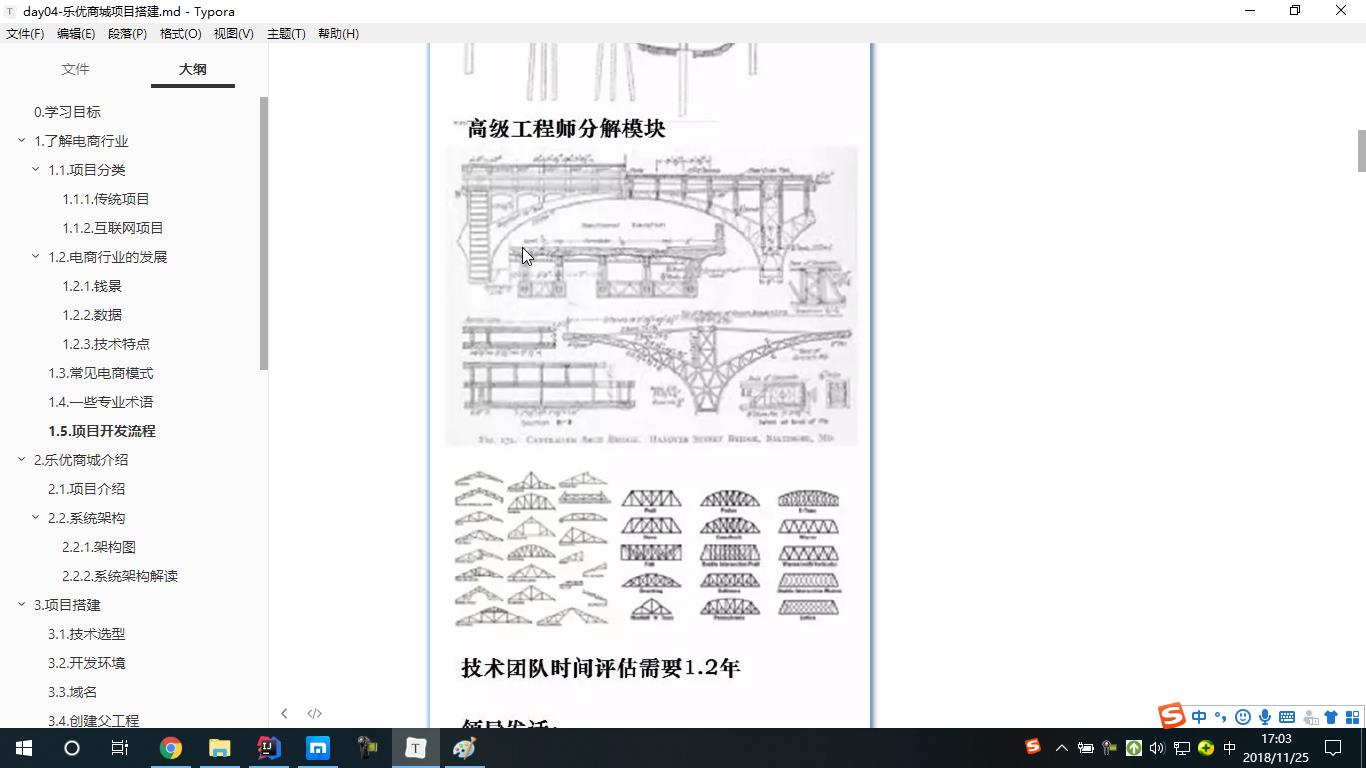 day04-乐优商城项目搭建.md - Typora
文件(F) 编辑(E) 段落(P) 格式(O) 视图(V) 主题(T) 帮助(H)
文件 大纲
0.学习目标
1.了解电商行业
1.1.项目分类
1.1.1.传统项目
1.1.2.互联网项目
1.2.电商行业的发展
1.2.1.钱景
1.2.2.数据
1.2.3.技术特点
1.3.常见电商模式
1.4.一些专业术语
1.5.项目开发流程
2.乐优商城介绍
2.1.项目介绍
2.2.系统架构
2.2.1.架构图
2.2.2.系统架构解读
3.项目搭建
3.1.技术选型
3.2.开发环境
3.3.域名
3.4.创建父工程
高级工程师分解模块
Sectional Elevation
Section B-B
Fig. 171. Cantilever Arch Bridge. Hanover Street Bridge, Baltimore, Md.
技术团队时间评估需要1.2年
领导发话:
中
中
17:03
2018/11/25